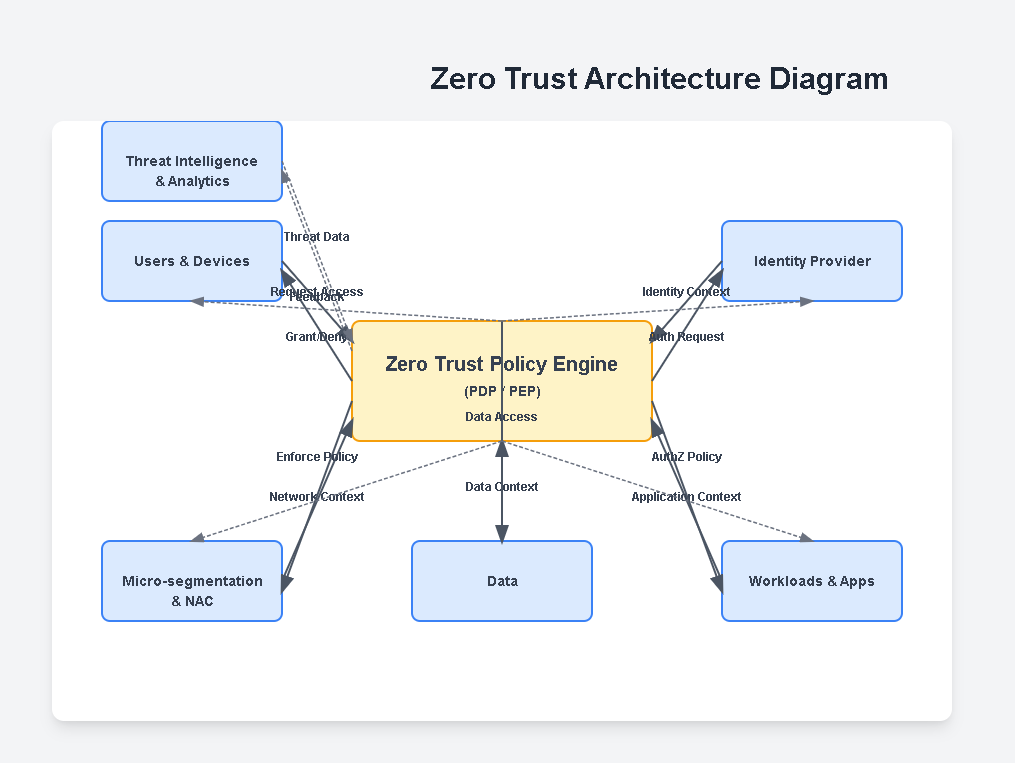 Zero Trust Architecture Diagram
Threat Intelligence
& Analytics
Threat Data
Users & Devices
Identity Provider
Request Access
Feedback
Identity Context
Grant/Deny
Auth Request
Zero Trust Policy Engine
(PDP / PEP)
Data Access
Enforce Policy
AuthZ Policy
Data Context
Network Context
Application Context
Micro-segmentation
& NAC
Data
Workloads & Apps